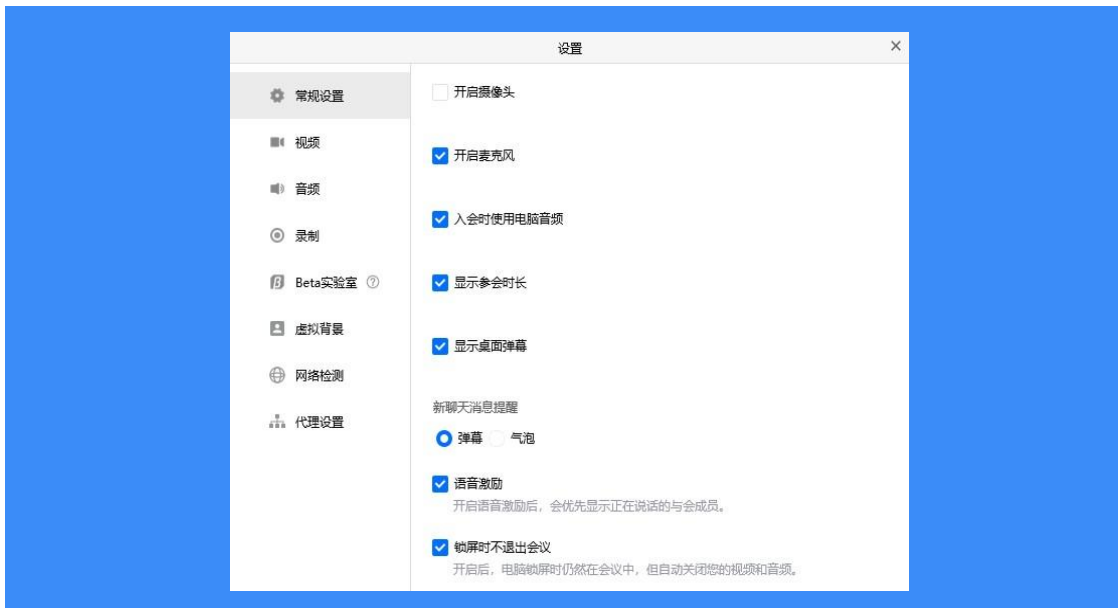 设置
常规设置
视频
音频
录制
Beta实验室
虚拟背景
网络检测
代理设置
开启摄像头
开启麦克风
入会时使用电脑音频
显示参会时长
显示桌面弹幕
新聊天消息提醒
弹幕 气泡
语音激励
开启语音激励后，会优先显示正在说话的与会成员。
锁屏时不退出会议
开启后，电脑锁屏时仍然在会议中，但自动关闭您的视频和音频。